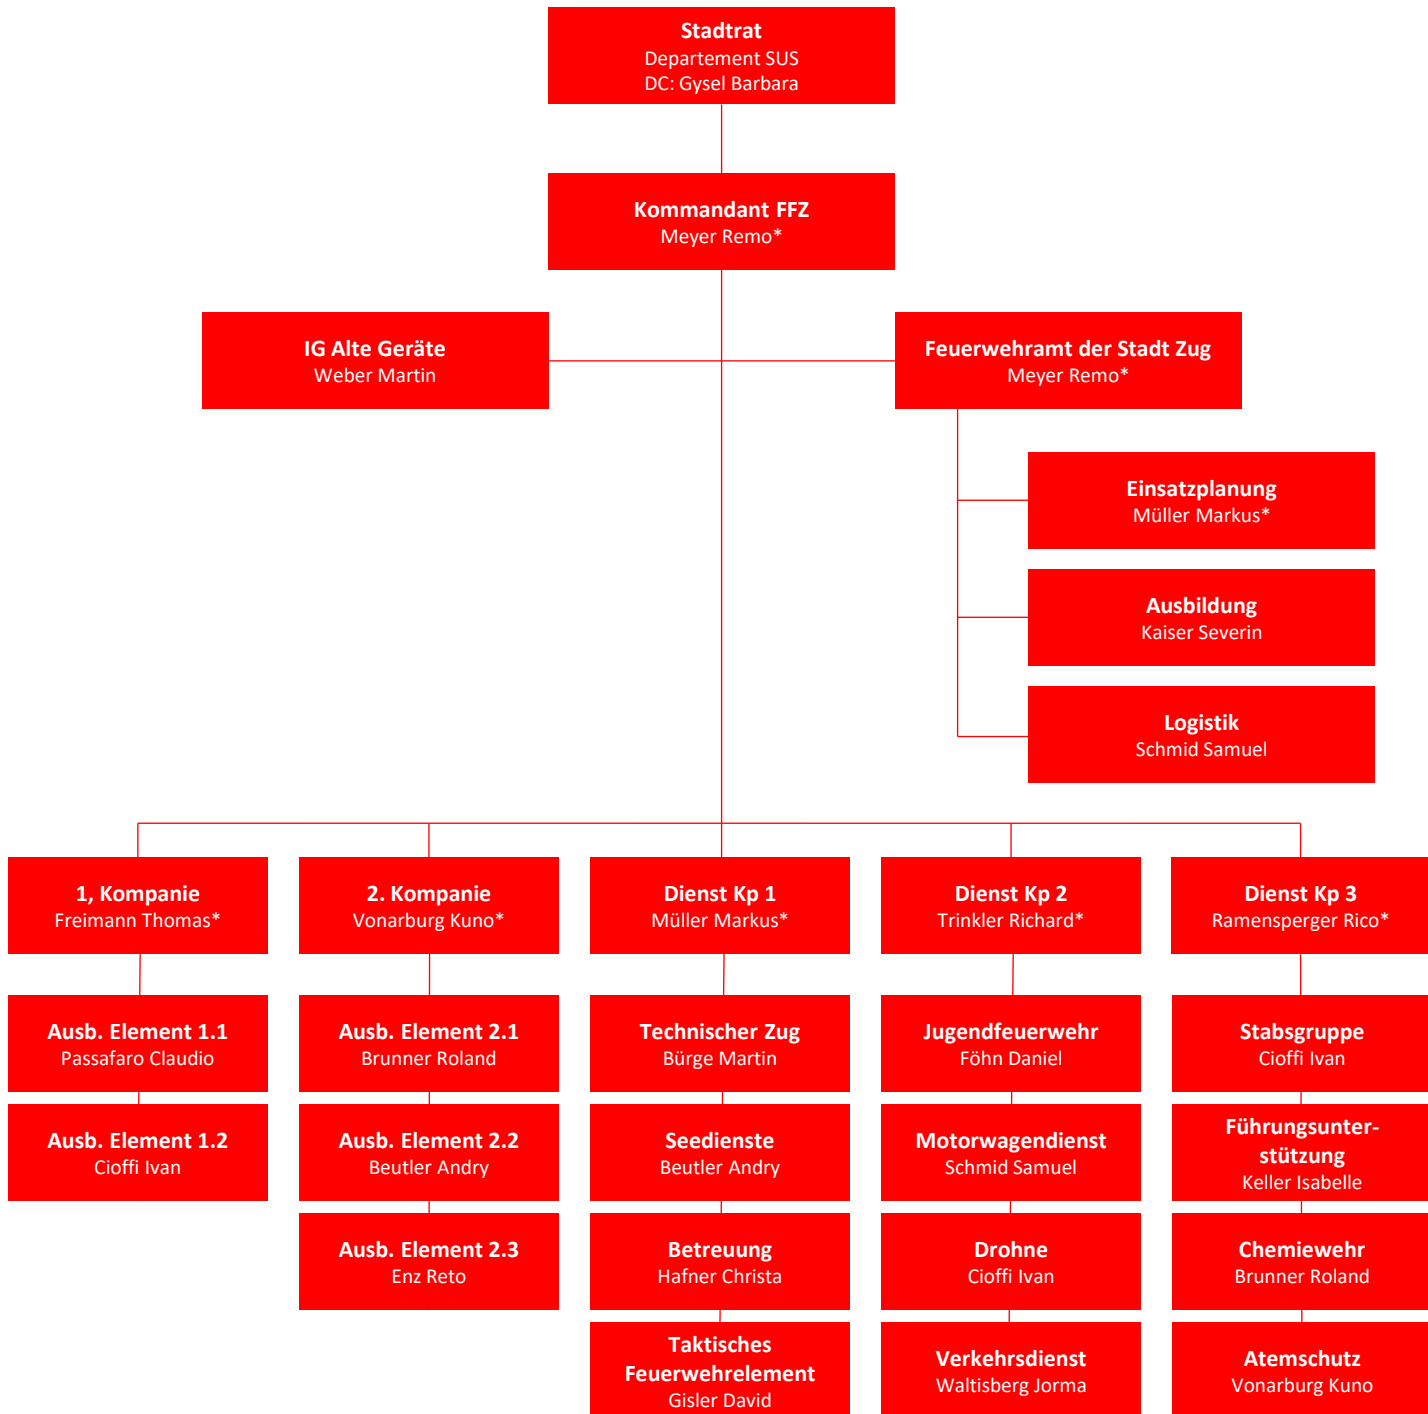 Stadtrat
Departement SUS
DC: Gysel Barbara
Kommandant FFZ
Meyer Remo*
IG Alte Geräte
Weber Martin
Feuerwehramt der Stadt Zug
Meyer Remo*
Einsatzplanung
Müller Markus*
Ausbildung
Kaiser Severin
Logistik
Schmid Samuel
1, Kompanie
Freimann Thomas*
2. Kompanie
Vonarburg Kuno*
Dienst Kp 1
Müller Markus*
Dienst Kp 2
Trinkler Richard*
Dienst Kp 3
Ramensperger Rico*
Ausb. Element 1.1
Passafaro Claudio
Ausb. Element 2.1
Brunner Roland
Technischer Zug
Bürge Martin
Jugendfeuerwehr
Föhn Daniel
Stabsgruppe
Cioffi Ivan
Ausb. Element 1.2
Cioffi Ivan
Ausb. Element 2.2
Beutler Andry
Seedienste
Beutler Andry
Motorwagendienst
Schmid Samuel
Führungsunter-
stützung
Keller Isabelle
Ausb. Element 2.3
Enz Reto
Betreuung
Hafner Christa
Drohne
Cioffi Ivan
Chemiewehr
Brunner Roland
Taktisches
Feuerwehrelement
Gisler David
Verkehrsdienst
Waltisberg Jorma
Atemschutz
Vonarburg Kuno